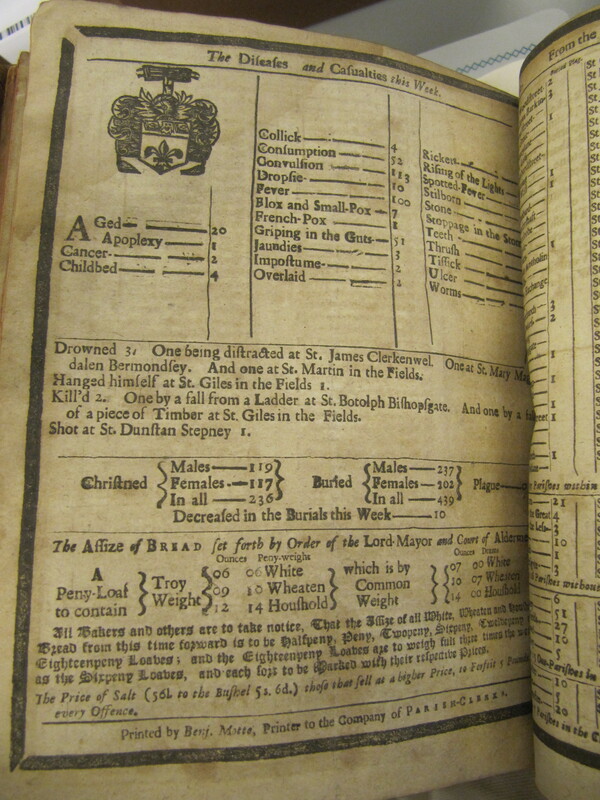 The Diseases and Casualties this Week.
AGed 20
Apoplexy 1
Cancer 2
Childbed 4
Collick 4
Consumption 52
Convulsion 113
Dropsie 10
Fever 100
Blox and Small-Pox 7
French-Pox 1
Griping in the Guts 51
Jaundies 3
Impostume 2
Overlaid 2
Rickets
Rising of the Lights
Spotted-Fever
Stilborn
Stone
Stoppage in the
Teeth
Thrush
Tissick
Ulcer
Worms
Drowned 3. One being distracted at St. James Clerkenwel. One at St. Mary
dalen Bermondsey. And one at St. Martin in the Fields.
Hanged himself at St. Giles in the Fields 1.
Kill'd 2. One by a fall from a Ladder at St. Botolph Bishopsgate. And one by a
of a piece of Timber at St. Giles in the Fields.
Shot at St. Dunstan Stepney 1.
Christned { Males 119 Females 117 In all 236 } Buried { Males 237 Females 202 In all 439 } Plague
Decreased in the Burials this Week 10
The Assize of BREAD set forth by Order of the Lord-Mayor and Court of
Ounces Peny-weights Ounces Drams
A Peny-Loaf to contain } Troy Weight { 06 06 White 09 10 Wheaten 12 14 Houshold } which is by Common Weight { 07 00 White 10 07 Wheaten 14 00 Houshold
All Bakers and others are to take notice, That the Assize of all White, Wheaten and
Bread from this time forward is to be Halfpeny, Peny, Twopeny, Sixpeny, Twelvepeny
Eighteenpeny Loaves; and the Eighteenpeny Loaves are to weigh full three times the
as the Sixpeny Loaves, and each sort to be Marked with their respective Prices.
The Price of Salt (56l. to the Bushel 5s. 6d.) those that sell at a higher Price, to Forfeit 5
every Offence.
Printed by Benj. Motte, Printer to the Company of PARISH-CLERKS.
From the